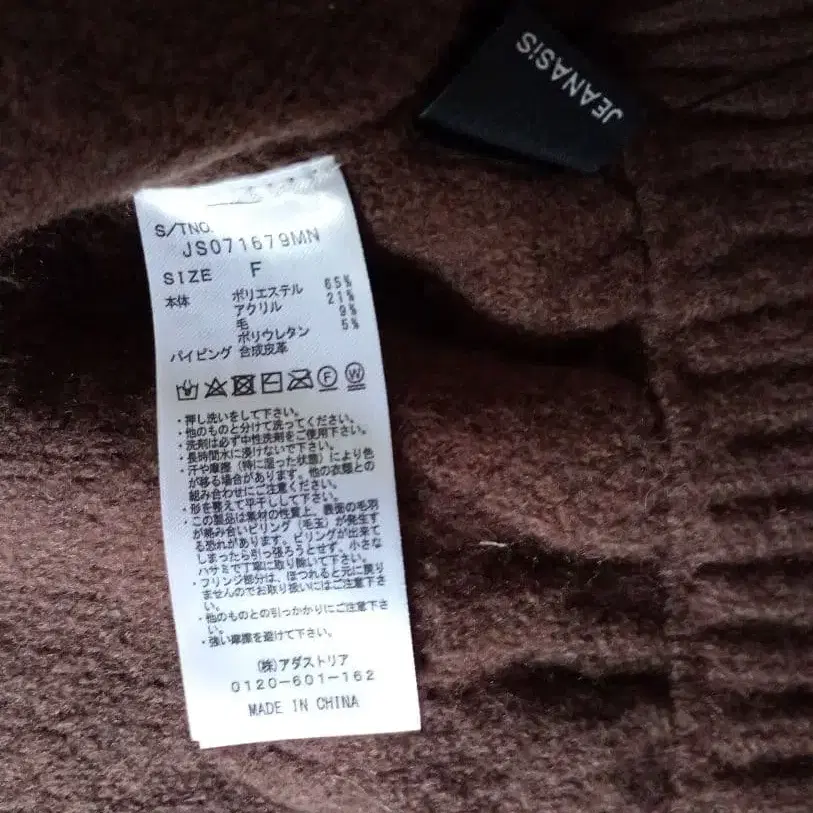 JEANASiS
S/TNO.
JS071679MN
SIZE F
本体 ポリエステル 65%
アクリル 21%
毛 9%
ポリウレタン 5%
パイピング 合成皮革
・押し洗いをして下さい。
・他のものと分けて洗ってください。
・洗剤は必ず中性洗剤をご使用下さい。
・長時間水に浸けないで下さい。
・汗や摩擦(特に湿った状態)により色
が移る場合があります。他の衣類との
組み合わせにご注意ください。
・形を整えて平干しして下さい。
・この製品は素材の性質上、表面の毛羽
が絡み合いピリング(毛玉)が発生す
る恐れがあります。ピリングが出来て
しまったら引っ張ろうとせず、小さな
ハサミで丁寧に取り除いて下さい。
・フリンジ部分は、ほつれると元に戻り
ませんのでお取り扱いにはご注意下さ
い。
・他のものとの引っかかりにご注意下さ
い。
・強い摩擦を避けて下さい。
(株)アダストリア
0120-601-162
MADE IN CHINA